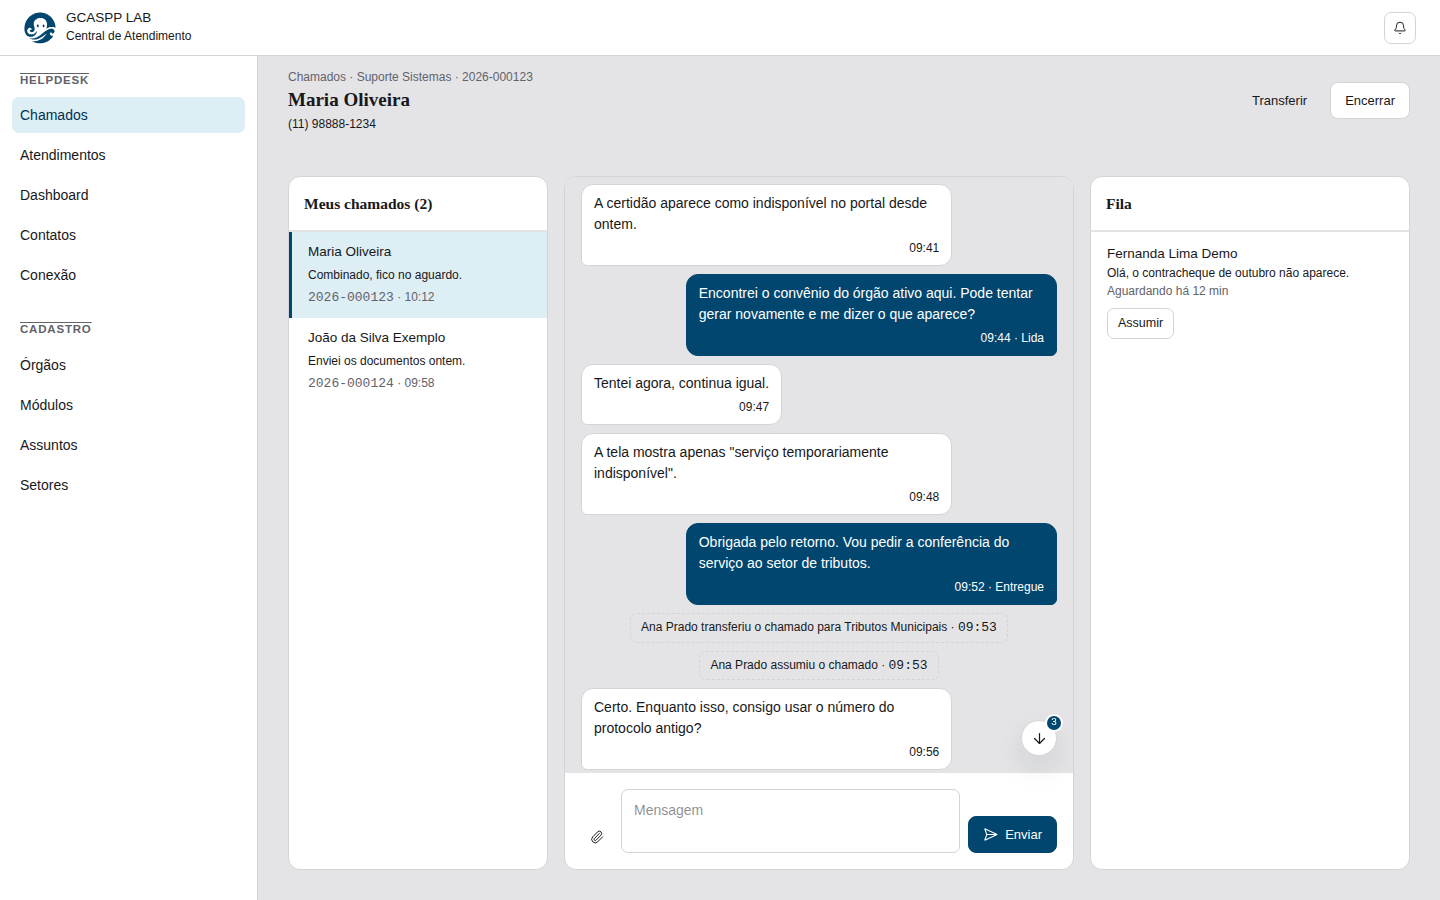 GCASPP LAB
Central de Atendimento
HELPDESK
Chamados
Atendimentos
Dashboard
Contatos
Conexão
CADASTRO
Órgãos
Módulos
Assuntos
Setores
Chamados · Suporte Sistemas · 2026-000123
Maria Oliveira
(11) 98888-1234
Transferir
Encerrar
Meus chamados (2)
Maria Oliveira
Combinado, fico no aguardo.
2026-000123 · 10:12
João da Silva Exemplo
Enviei os documentos ontem.
2026-000124 · 09:58
A certidão aparece como indisponível no portal desde
ontem.
09:41
Encontrei o convênio do órgão ativo aqui. Pode tentar
gerar novamente e me dizer o que aparece?
09:44 · Lida
Tentei agora, continua igual.
09:47
A tela mostra apenas "serviço temporariamente
indisponível".
09:48
Obrigada pelo retorno. Vou pedir a conferência do
serviço ao setor de tributos.
09:52 · Entregue
Ana Prado transferiu o chamado para Tributos Municipais · 09:53
Ana Prado assumiu o chamado · 09:53
Certo. Enquanto isso, consigo usar o número do
protocolo antigo?
09:56
3
Mensagem
Enviar
Fila
Fernanda Lima Demo
Olá, o contracheque de outubro não aparece.
Aguardando há 12 min
Assumir